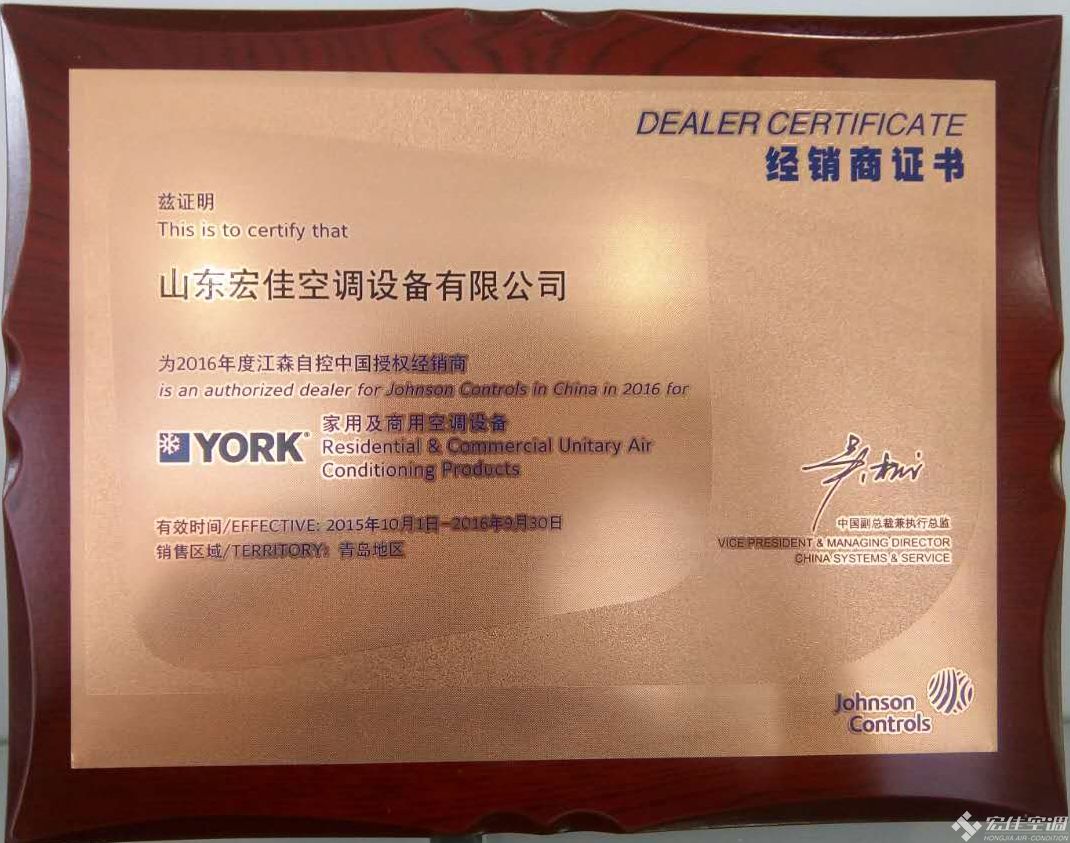 DEALER CERTIFICATE
经销商证书
兹证明
This is to certify that
山东宏佳空调设备有限公司
为2016年度江森自控中国授权经销商
is an authorized dealer for Johnson Controls in China in 2016 for
YORK®
家用及商用空调设备
Residential & Commercial Unitary Air
Conditioning Products
有效时间/EFFECTIVE: 2015年10月1日-2016年9月30日
销售区域/TERRITORY: 青岛地区
中国副总裁兼执行总监
VICE PRESIDENT & MANAGING DIRECTOR
CHINA SYSTEMS & SERVICE
Johnson
Controls
宏佳空调
HONGJIA AIR-CONDITION